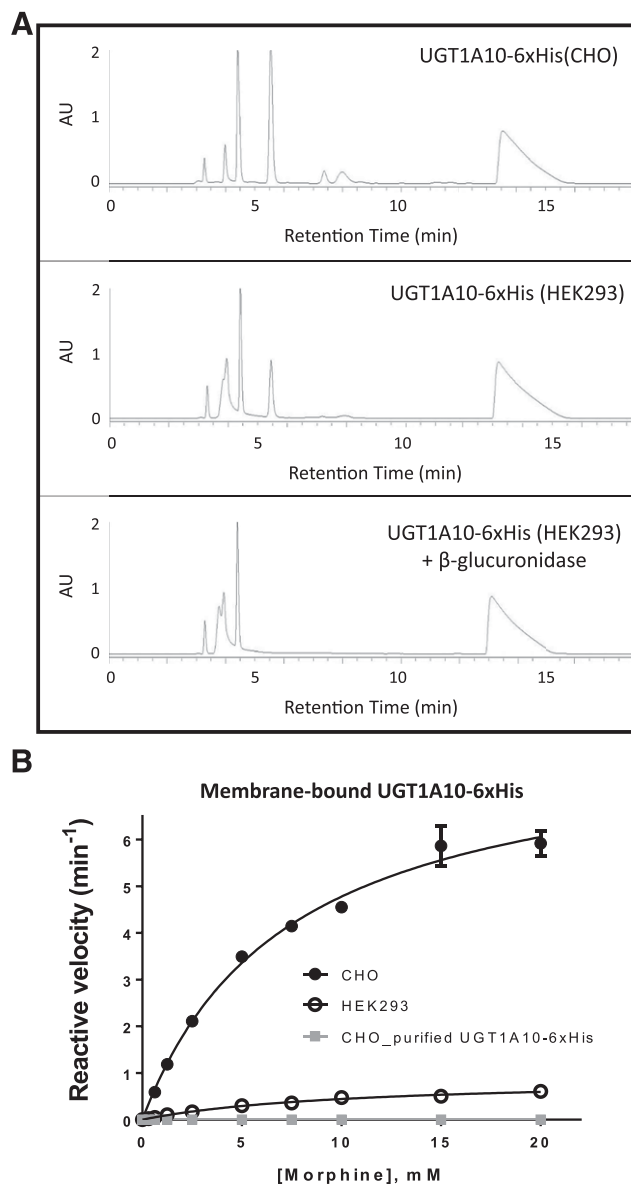 A
UGT1A10-6xHis(CHO)
2
1
0
AU
0 5 10 15
Retention Time (min)
UGT1A10-6xHis (HEK293)
2
1
0
AU
0 5 10 15
Retention Time (min)
UGT1A10-6xHis (HEK293)
+ β-glucuronidase
2
1
0
AU
0 5 10 15
Retention Time (min)
B
Membrane-bound UGT1A10-6xHis
Reactive velocity (min-1)
6
5
4
3
2
1
0
CHO
HEK293
CHO_purified UGT1A10-6xHis
0 5 10 15 20
[Morphine], mM